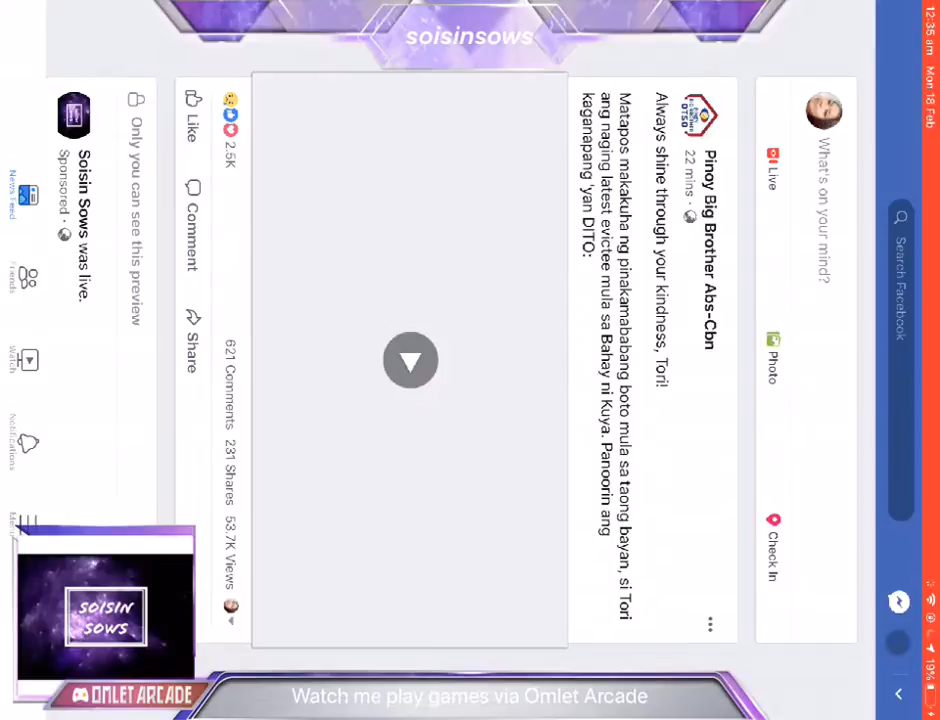 soisinsows
12:35 am Mon 18 Feb
19%
Search Facebook
What's on your mind?
Live
Photo
Check In
Pinoy Big Brother Abs-Cbn
22 mins ·
Always shine through your kindness, Tori!
Matapos makakuha ng pinakamababang boto mula sa taong bayan, si Tori
ang naging latest evictee mula sa Bahay ni Kuya. Panoorin ang
kaganapang 'yan DITO:
2.5K
621 Comments 231 Shares 53.7K Views
Like
Comment
Share
Only you can see this preview
Soisin Sows was live.
Sponsored ·
News Feed
Friends
Watch
Notifications
SOISIN
SOWS
OMLET ARCADE
Watch me play games via Omlet Arcade